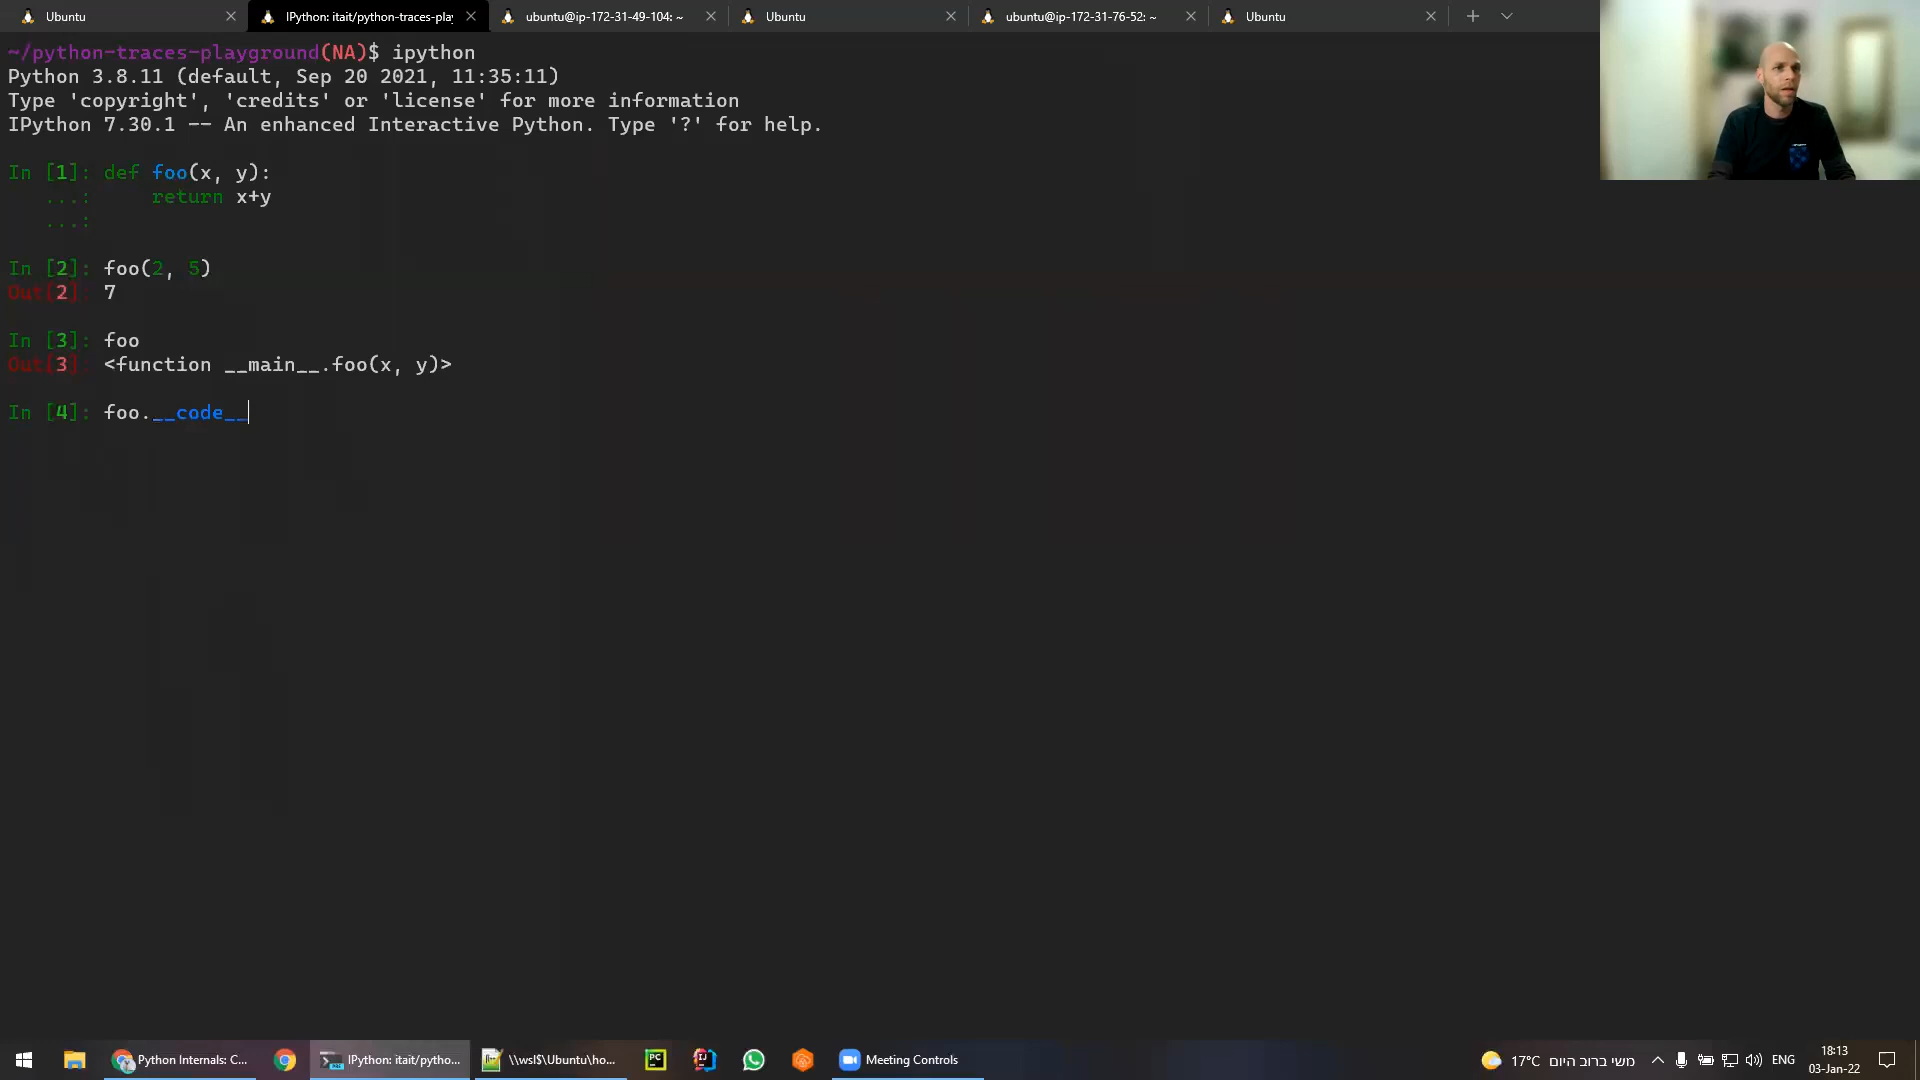 Ubuntu
IPython: itait/python-traces-pla
ubuntu@ip-172-31-49-104: ~
Ubuntu
ubuntu@ip-172-31-76-52: ~
Ubuntu
~/python-traces-playground(NA)$ ipython
Python 3.8.11 (default, Sep 20 2021, 11:35:11)
Type 'copyright', 'credits' or 'license' for more information
IPython 7.30.1 -- An enhanced Interactive Python. Type '?' for help.
In [1]: def foo(x, y):
...:     return x+y
...:
In [2]: foo(2, 5)
Out[2]: 7
In [3]: foo
Out[3]: <function __main__.foo(x, y)>
In [4]: foo.__code__
Python Internals: C...
IPython: itait/pytho...
\\wsl$\Ubuntu\ho...
PC
IJ
Meeting Controls
17°C משי ברוב היום
ENG
18:13
03-Jan-22